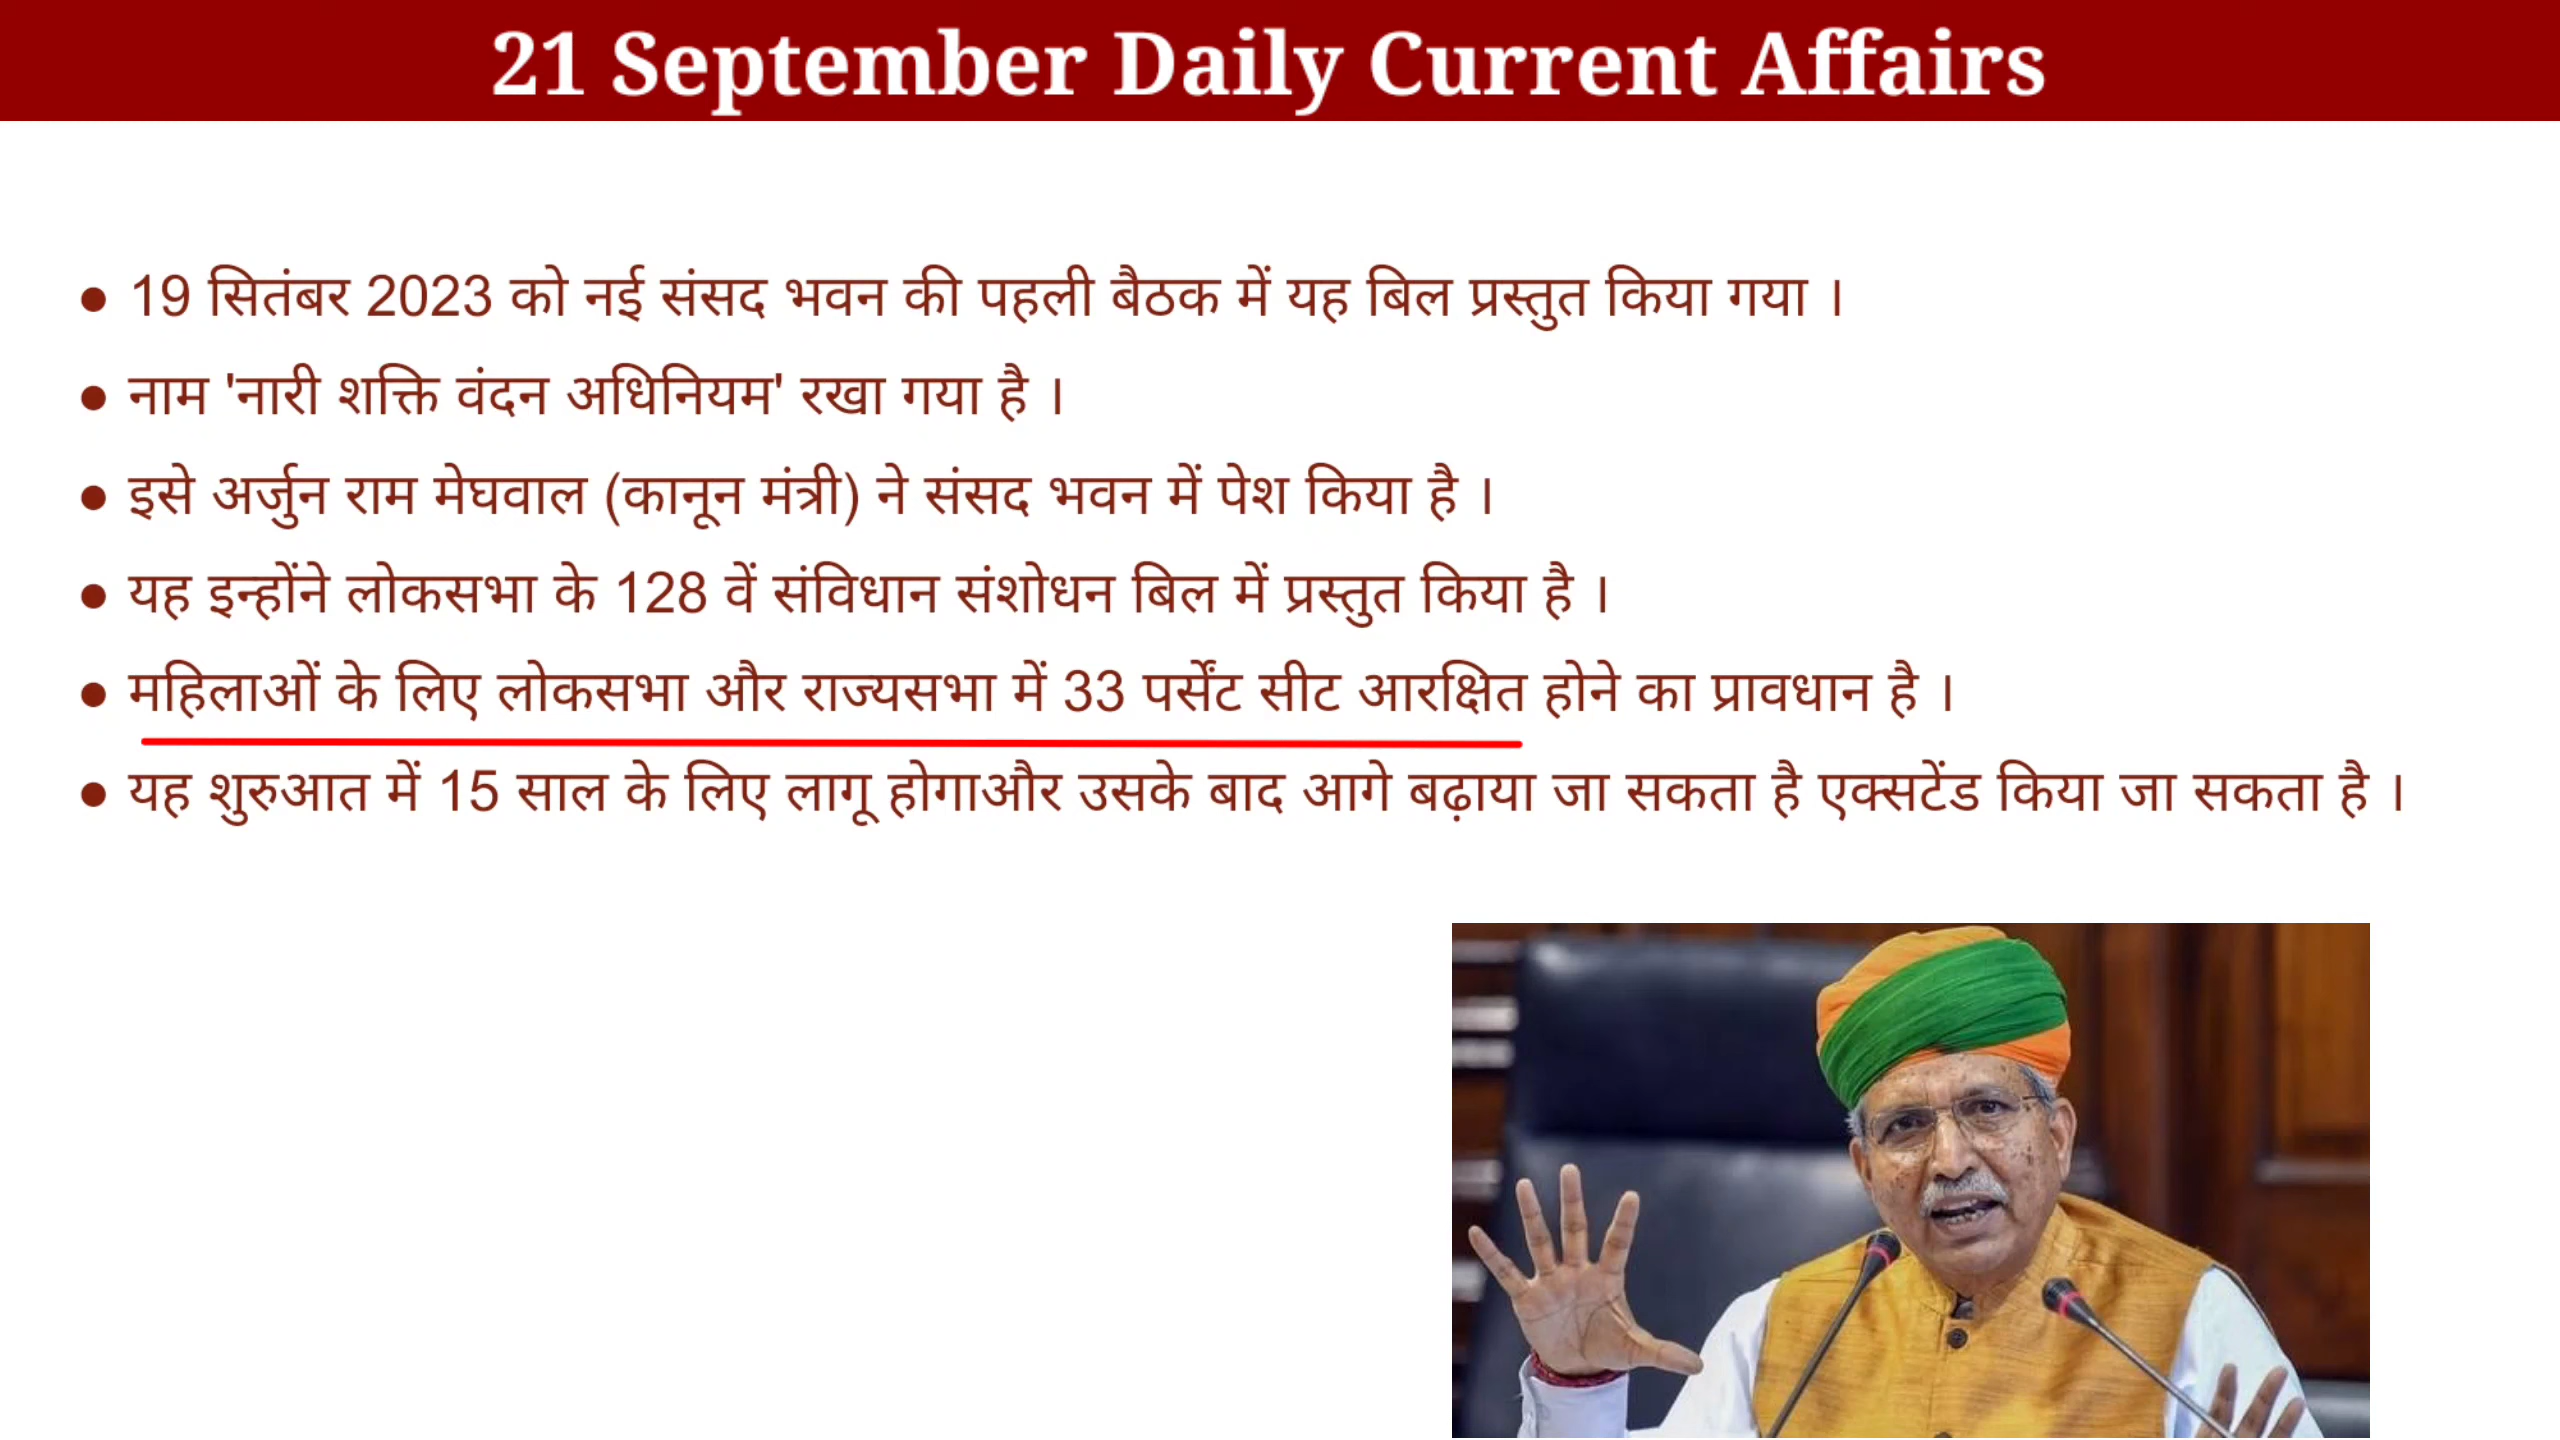 21 September Daily Current Affairs
• 19 सितंबर 2023 को नई संसद भवन की पहली बैठक में यह बिल प्रस्तुत किया गया ।
• नाम 'नारी शक्ति वंदन अधिनियम' रखा गया है ।
• इसे अर्जुन राम मेघवाल (कानून मंत्री) ने संसद भवन में पेश किया है ।
• यह इन्होंने लोकसभा के 128 वें संविधान संशोधन बिल में प्रस्तुत किया है ।
• महिलाओं के लिए लोकसभा और राज्यसभा में 33 पर्सेंट सीट आरक्षित होने का प्रावधान है ।
• यह शुरुआत में 15 साल के लिए लागू होगाऔर उसके बाद आगे बढ़ाया जा सकता है एक्सटेंड किया जा सकता है ।